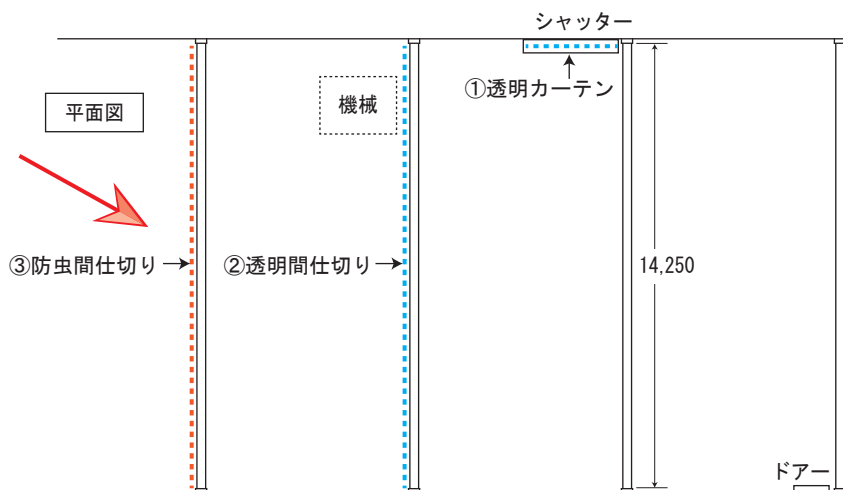 シャッター
①透明カーテン
機械
平面図
③防虫間仕切り
②透明間仕切り
14,250
ドアー